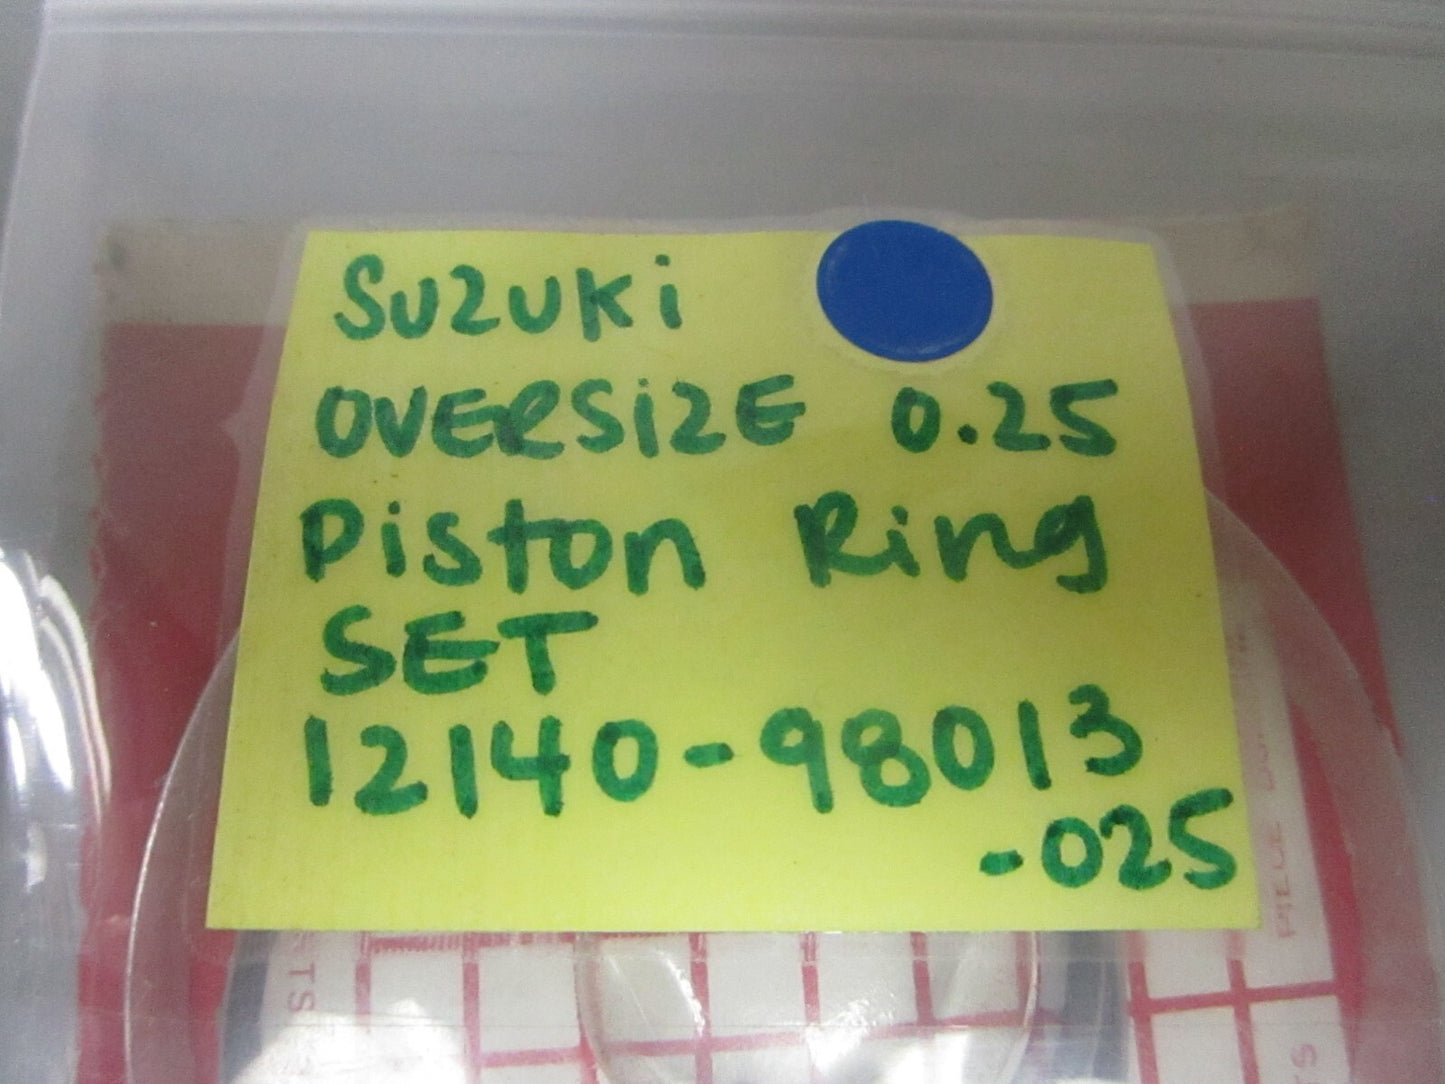 SUZUKi
OVERSiZE 0.25
Piston Ring
SET
12140-98013
-025